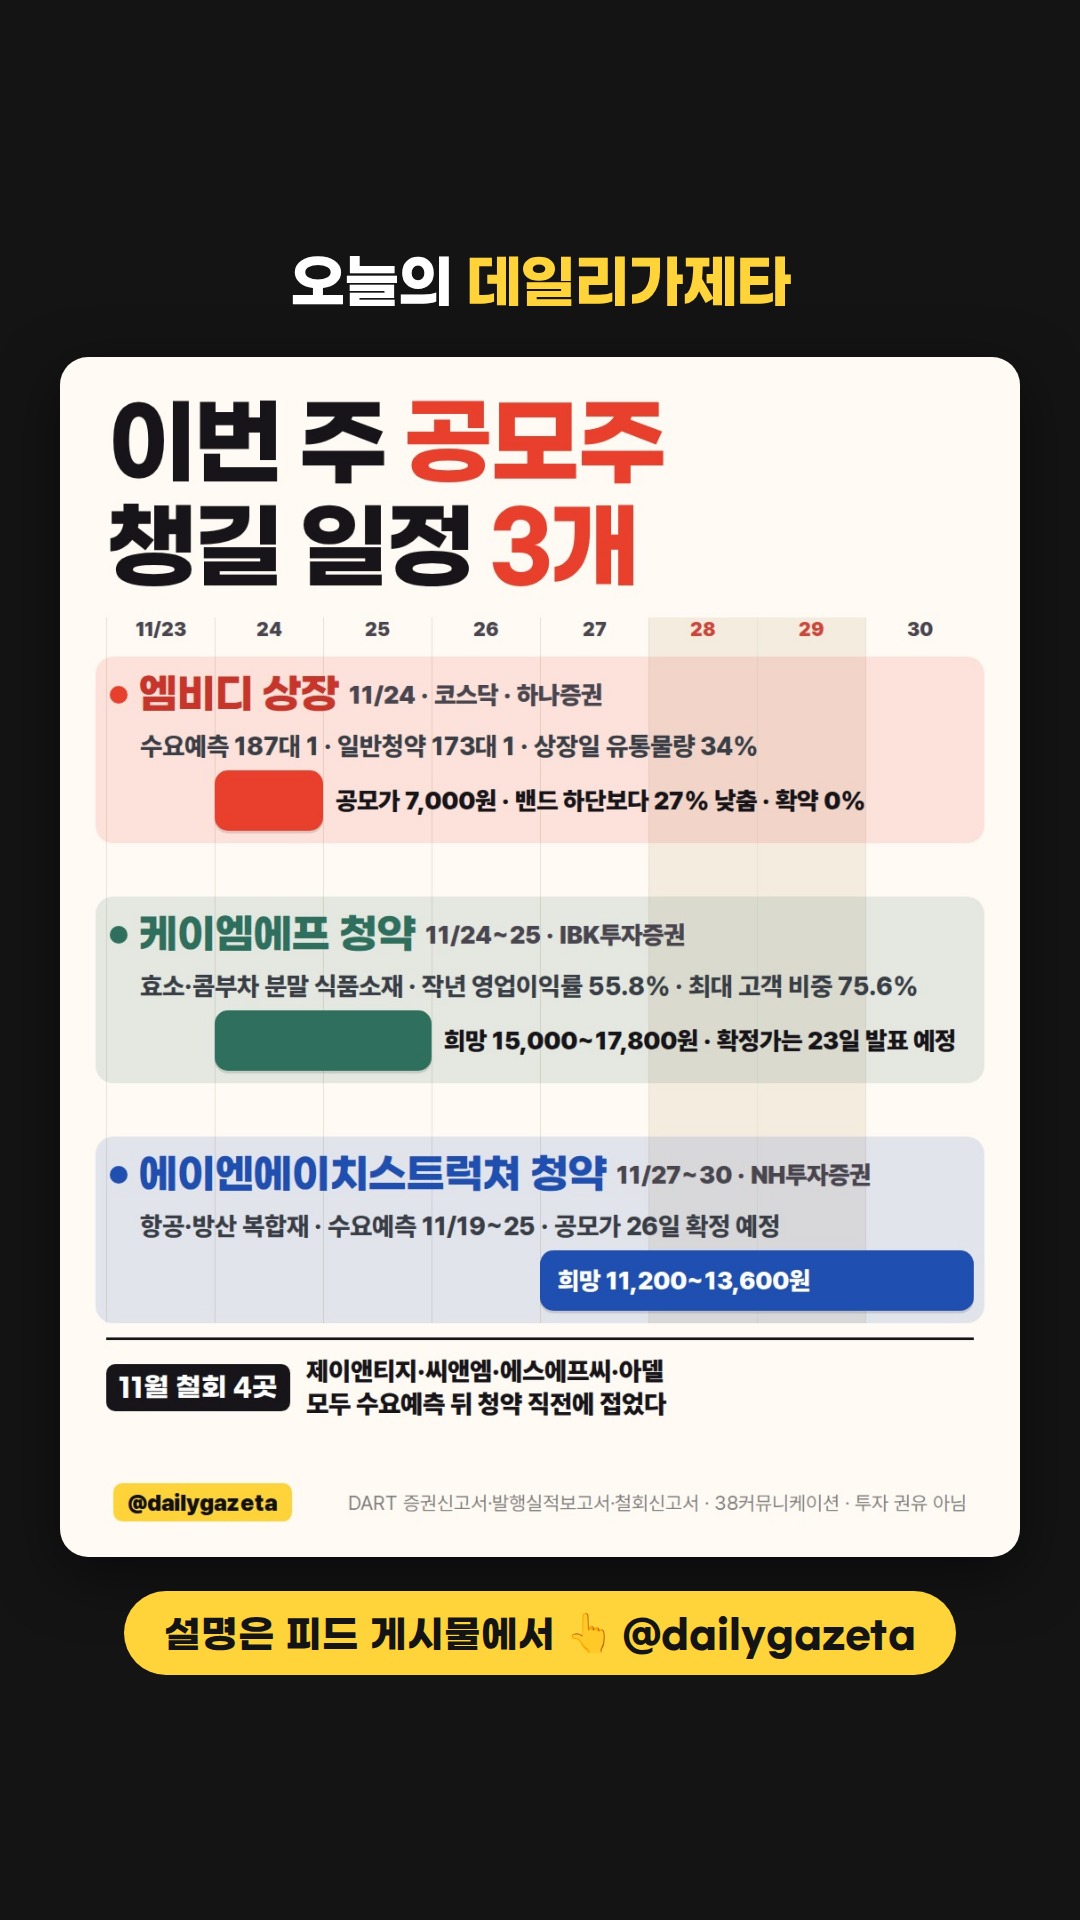 오늘의 데일리가제타
이번 주 공모주
챙길 일정 3개
11/23 24 25 26 27 28 29 30
엠비디 상장 11/24 · 코스닥 · 하나증권
수요예측 187대 1 · 일반청약 173대 1 · 상장일 유통물량 34%
공모가 7,000원 · 밴드 하단보다 27% 낮춤 · 확약 0%
케이엠에프 청약 11/24~25 · IBK투자증권
효소·콤부차 분말 식품소재 · 작년 영업이익률 55.8% · 최대 고객 비중 75.6%
희망 15,000~17,800원 · 확정가는 23일 발표 예정
에이엔에이치스트럭쳐 청약 11/27~30 · NH투자증권
항공·방산 복합재 · 수요예측 11/19~25 · 공모가 26일 확정 예정
희망 11,200~13,600원
11월 철회 4곳
제이앤티지·씨앤엠·에스에프씨·아델
모두 수요예측 뒤 청약 직전에 접었다
@dailygazeta
DART 증권신고서·발행실적보고서·철회신고서 · 38커뮤니케이션 · 투자 권유 아님
설명은 피드 게시물에서 👆 @dailygazeta